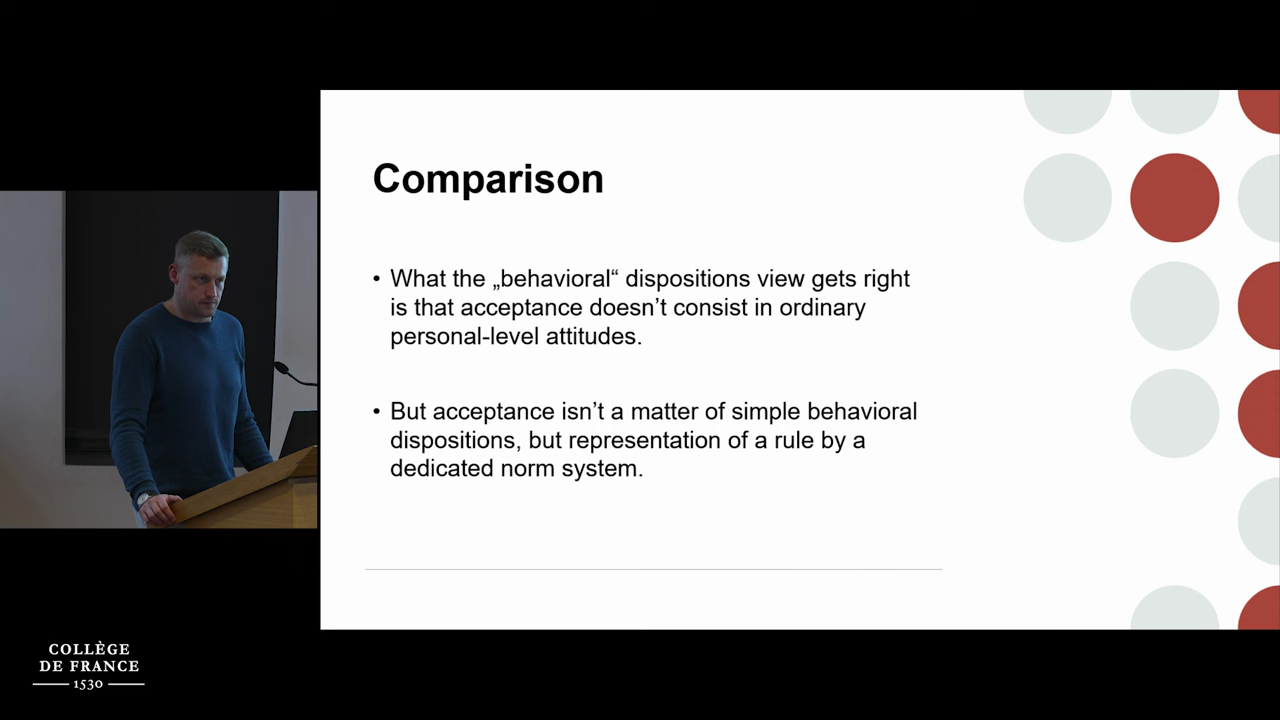 Comparison
• What the „behavioral“ dispositions view gets right
is that acceptance doesn’t consist in ordinary
personal-level attitudes.
• But acceptance isn’t a matter of simple behavioral
dispositions, but representation of a rule by a
dedicated norm system.
COLLÈGE
DE FRANCE
1530